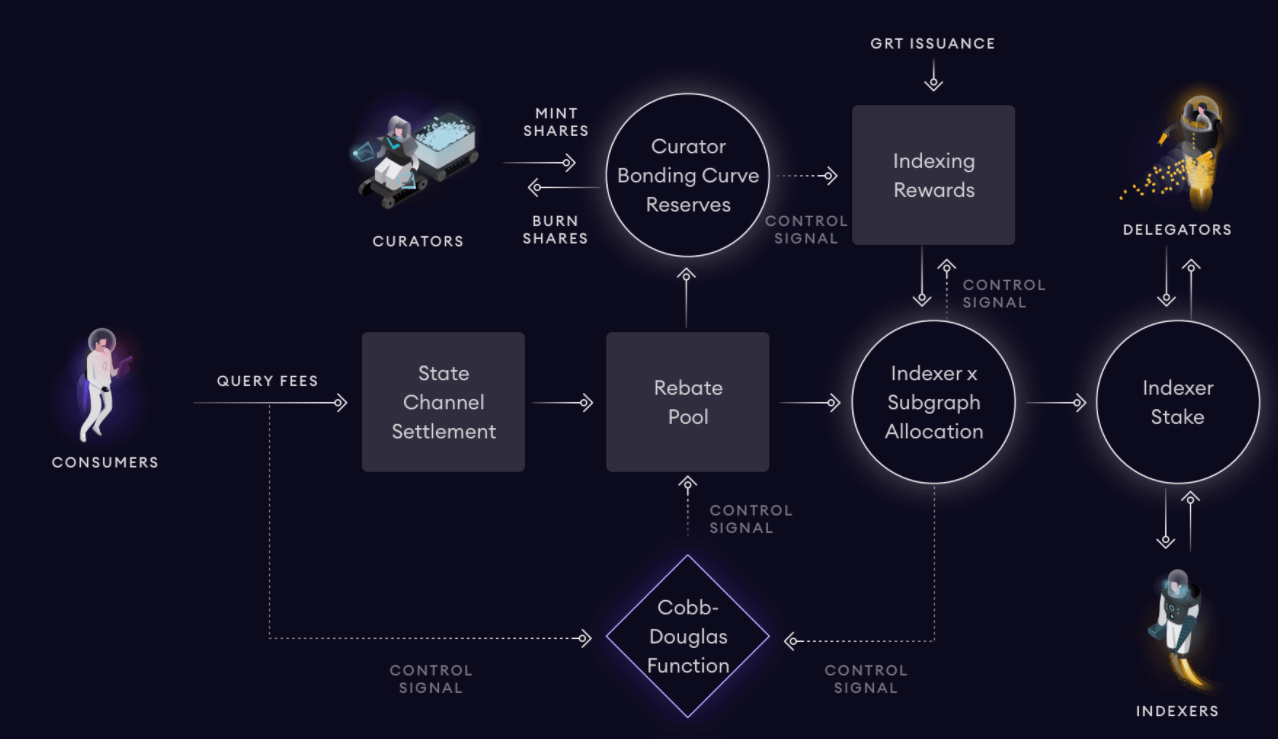 GRT ISSUANCE
MINT
SHARES
Curator
Bonding Curve
Reserves
Indexing
Rewards
BURN
SHARES
CONTROL
SIGNAL
CURATORS
DELEGATORS
CONTROL
SIGNAL
QUERY FEES
State
Channel
Settlement
Rebate
Pool
Indexer x
Subgraph
Allocation
Indexer
Stake
CONSUMERS
CONTROL
SIGNAL
Cobb-
Douglas
Function
CONTROL
SIGNAL
CONTROL
SIGNAL
INDEXERS